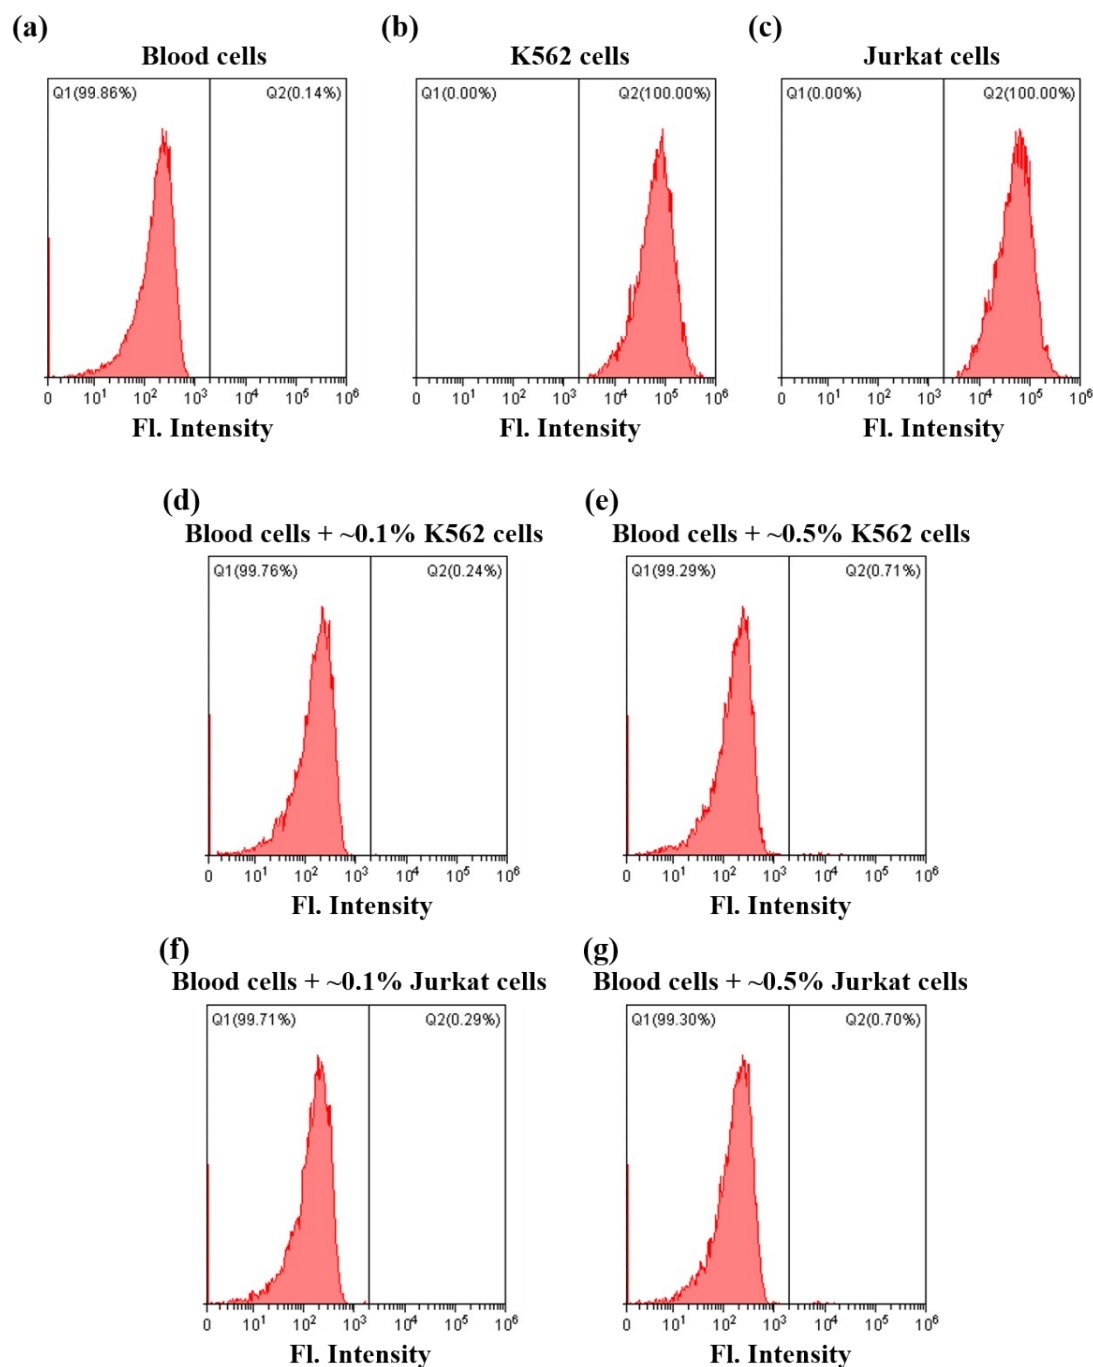 (a) (b) (c)
Blood cells K562 cells Jurkat cells
Q1(99.86%) Q2(0.14%) Q1(0.00%) Q2(100.00%) Q1(0.00%) Q2(100.00%)
0 10¹ 10² 10³ 10⁴ 10⁵ 10⁶ 0 10¹ 10² 10³ 10⁴ 10⁵ 10⁶ 0 10¹ 10² 10³ 10⁴ 10⁵ 10⁶
Fl. Intensity Fl. Intensity Fl. Intensity
(d) (e)
Blood cells + ~0.1% K562 cells Blood cells + ~0.5% K562 cells
Q1(99.76%) Q2(0.24%) Q1(99.29%) Q2(0.71%)
0 10¹ 10² 10³ 10⁴ 10⁵ 10⁶ 0 10¹ 10² 10³ 10⁴ 10⁵ 10⁶
Fl. Intensity Fl. Intensity
(f) (g)
Blood cells + ~0.1% Jurkat cells Blood cells + ~0.5% Jurkat cells
Q1(99.71%) Q2(0.29%) Q1(99.30%) Q2(0.70%)
0 10¹ 10² 10³ 10⁴ 10⁵ 10⁶ 0 10¹ 10² 10³ 10⁴ 10⁵ 10⁶
Fl. Intensity Fl. Intensity